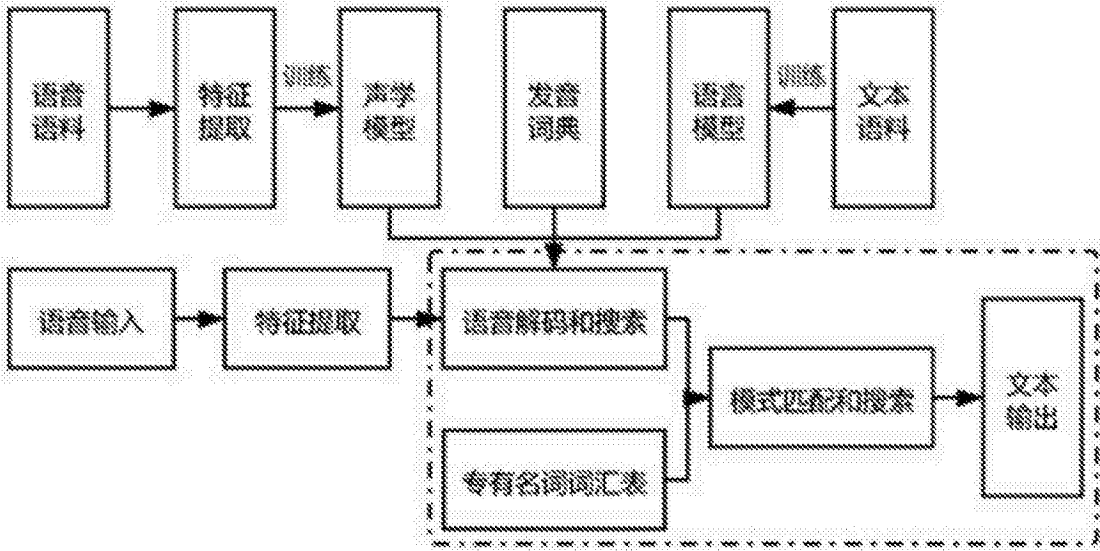 语音
语料
特征
提取
训练
声学
模型
发音
词典
语言
模型
训练
文本
语料
语音输入
特征提取
语音解码和搜索
模式匹配和搜索
文本
输出
专有名词词汇表